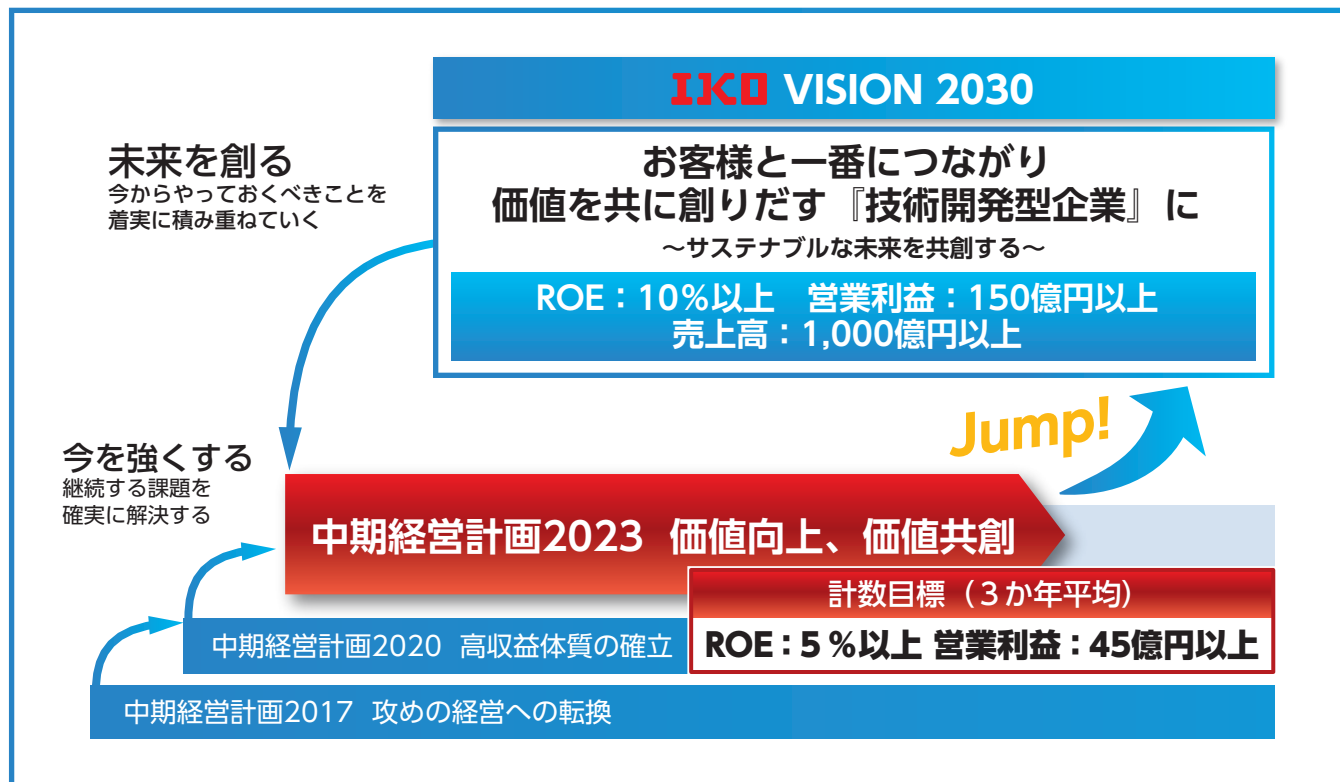 IKO VISION 2030
お客様と一番につながり
価値を共に創りだす『技術開発型企業』に
～サステナブルな未来を共創する～
ROE：10％以上　営業利益：150億円以上
売上高：1,000億円以上
未来を創る
今からやっておくべきことを
着実に積み重ねていく
Jump!
今を強くする
継続する課題を
確実に解決する
中期経営計画2023 価値向上、価値共創
計数目標（３か年平均）
ROE：5％以上 営業利益：45億円以上
中期経営計画2020 高収益体質の確立
中期経営計画2017 攻めの経営への転換